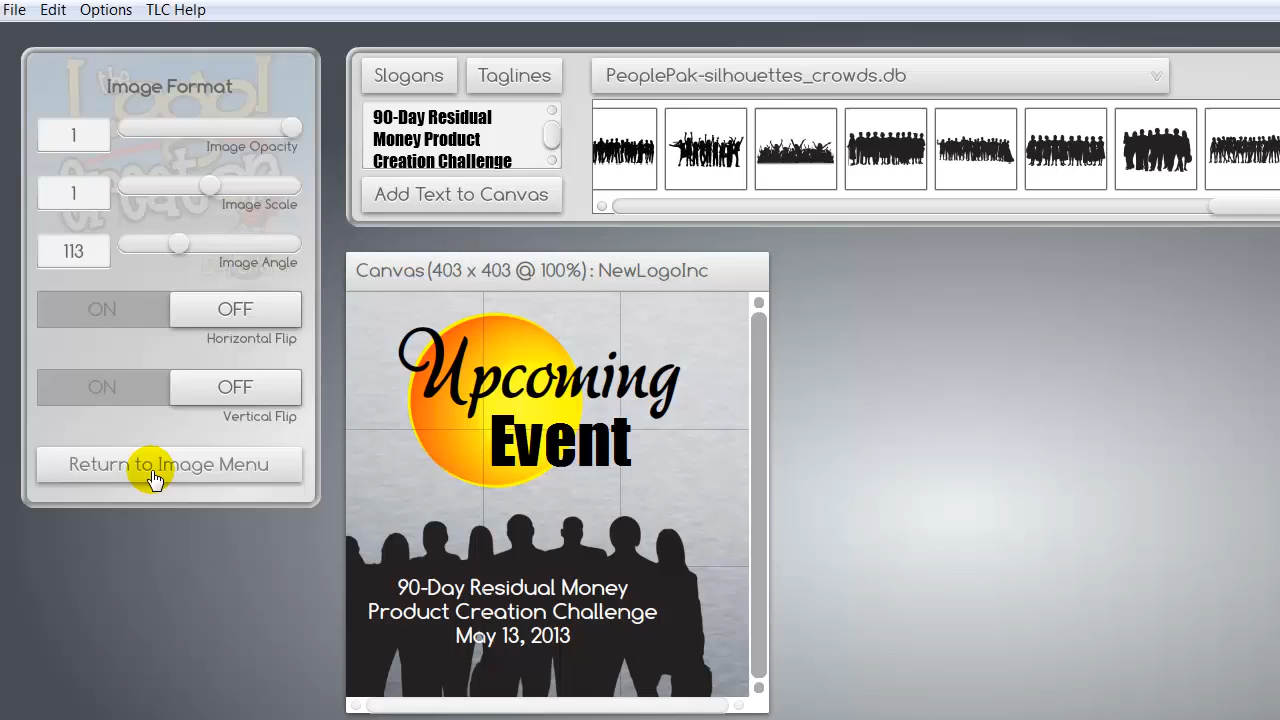 File Edit Options TLC Help
Image Format
1
Image Opacity
1
Image Scale
113
Image Angle
ON OFF
Horizontal Flip
ON OFF
Vertical Flip
Return to Image Menu
Slogans Taglines
90-Day Residual
Money Product
Creation Challenge
Add Text to Canvas
PeoplePak-silhouettes_crowds.db
Canvas (403 x 403 @ 100%) : NewLogoInc
Upcoming
Event
90-Day Residual Money
Product Creation Challenge
May 13, 2013